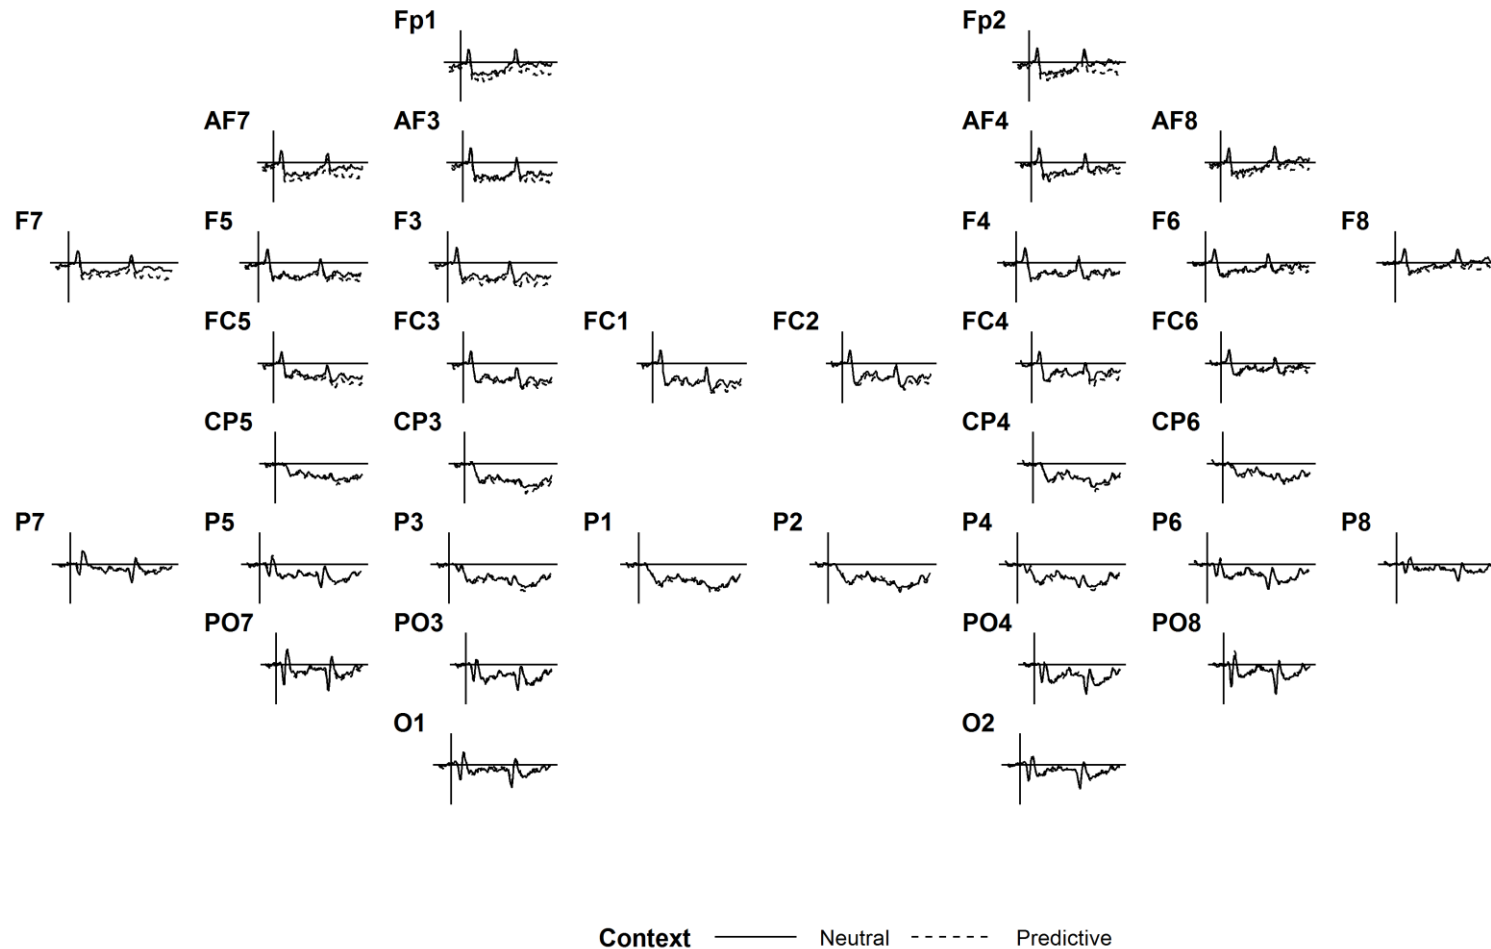 Fp1 Fp2
AF7 AF3 AF4 AF8
F7 F5 F3 F4 F6 F8
FC5 FC3 FC1 FC2 FC4 FC6
CP5 CP3 CP4 CP6
P7 P5 P3 P1 P2 P4 P6 P8
PO7 PO3 PO4 PO8
O1 O2
Context Neutral Predictive